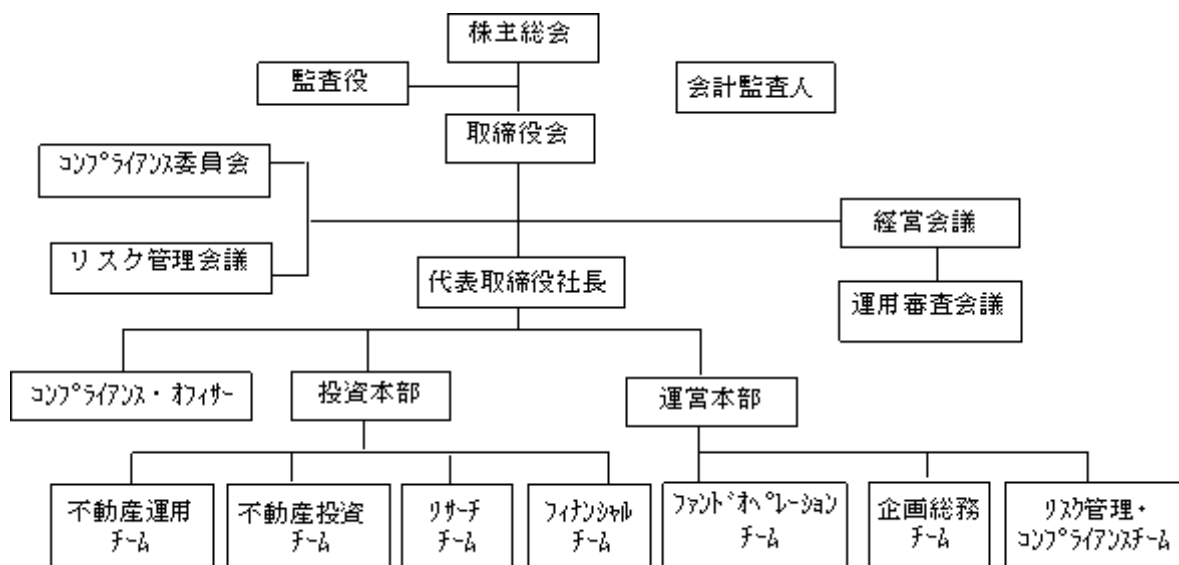 株主総会
監査役
会計監査人
取締役会
ｺﾝﾌﾟﾗｲｱﾝｽ委員会
経営会議
リスク管理会議
代表取締役社長
運用審査会議
ｺﾝﾌﾟﾗｲｱﾝｽ・ｵﾌｨｻｰ
投資本部
運営本部
不動産運用
ﾁｰﾑ
不動産投資
ﾁｰﾑ
ﾘｻｰﾁ
ﾁｰﾑ
ﾌｨﾅﾝｼｬﾙ
ﾁｰﾑ
ﾌｧﾝﾄﾞｵﾍﾟﾚｰｼｮﾝ
ﾁｰﾑ
企画総務
ﾁｰﾑ
ﾘｽｸ管理・
ｺﾝﾌﾟﾗｲｱﾝｽﾁｰﾑ